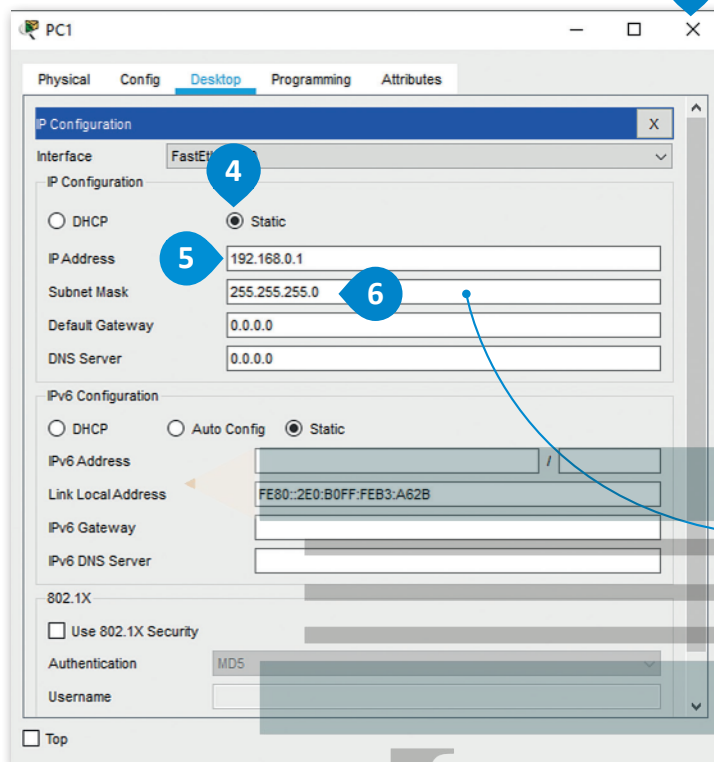 PC1
Physical Config Desktop Programming Attributes
IP Configuration X
Interface
IP Configuration
4
DHCP Static
IP Address 5 192.168.0.1
Subnet Mask 255.255.255.0 6
Default Gateway 0.0.0.0
DNS Server 0.0.0.0
IPv6 Configuration
DHCP Auto Config Static
IPv6 Address /
Link Local Address FE80::2E0:B0FF:FEB3:A62B
IPv6 Gateway
IPv6 DNS Server
802.1X
Use 802.1X Security
Authentication MD5
Username
Top